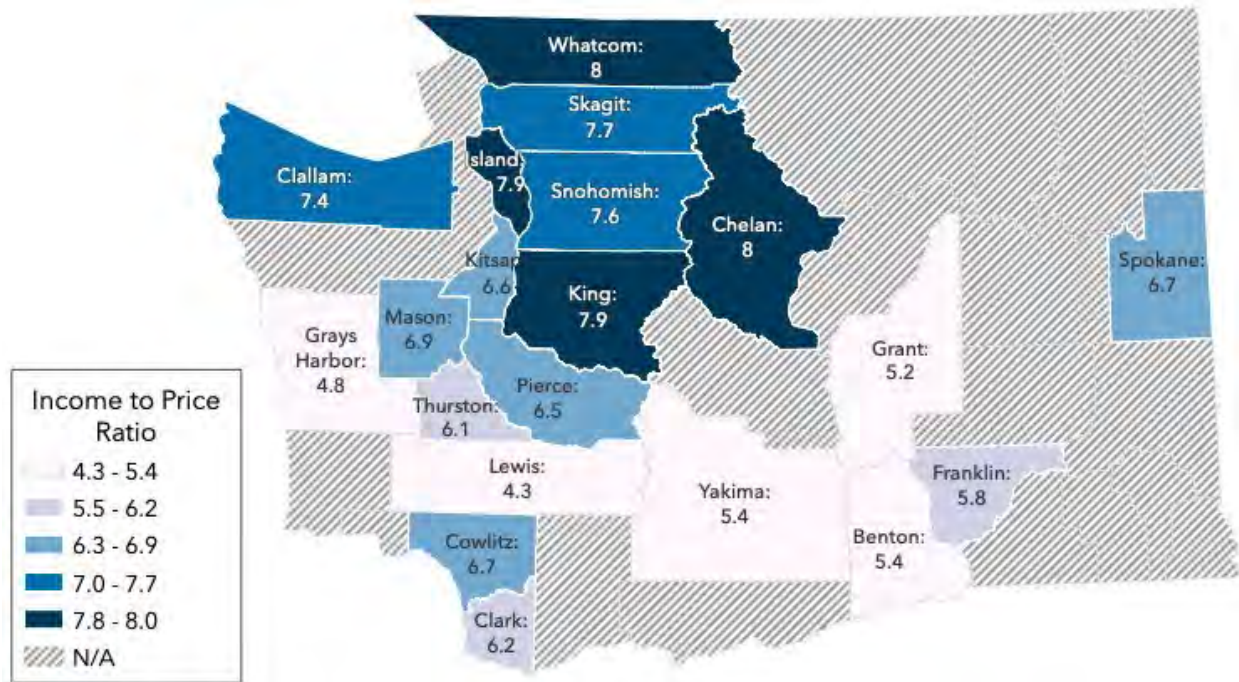 Whatcom:
8
Skagit:
7.7
Island
7.9
Clallam:
7.4
Snohomish:
7.6
Chelan:
8
Kitsap
6.6
Spokane:
6.7
King:
7.9
Mason:
6.9
Grays
Harbor:
4.8
Grant:
5.2
Pierce:
6.5
Thurston:
6.1
Lewis:
4.3
Franklin:
5.8
Yakima:
5.4
Benton:
5.4
Cowlitz:
6.7
Clark:
6.2
Income to Price
Ratio
4.3 - 5.4
5.5 - 6.2
6.3 - 6.9
7.0 - 7.7
7.8 - 8.0
N/A